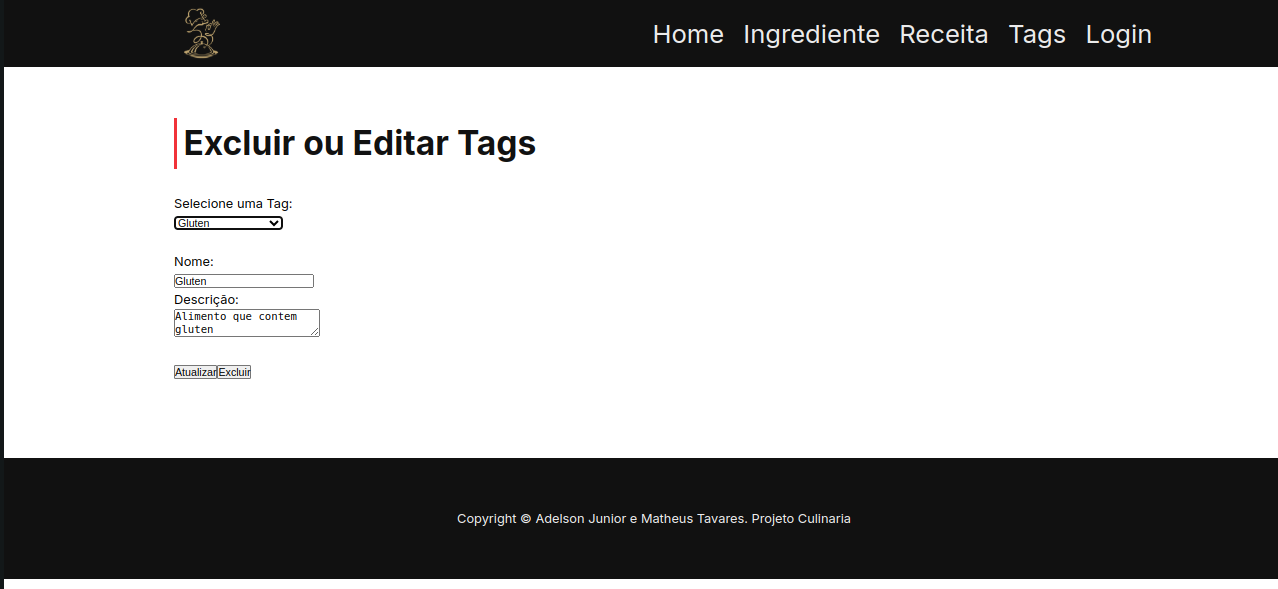 Home Ingrediente Receita Tags Login
Excluir ou Editar Tags
Selecione uma Tag:
Gluten
Nome:
Gluten
Descrição:
Alimento que contem
gluten
Atualizar Excluir
Copyright © Adelson Junior e Matheus Tavares. Projeto Culinaria